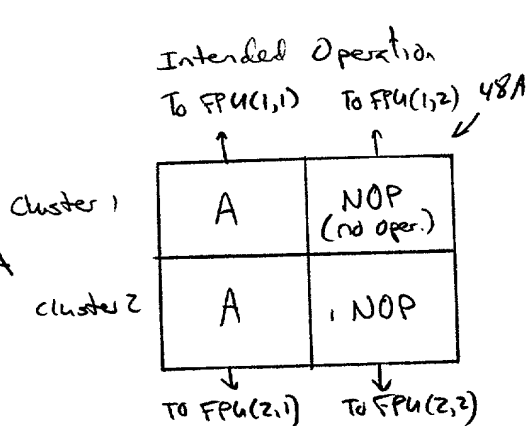 Intended Operation
To FPU(1,1) To FPU(1,2) 48A
Cluster 1 A NOP
(no oper.)
A
cluster 2 A NOP
To FPU(2,1) To FPU(2,2)